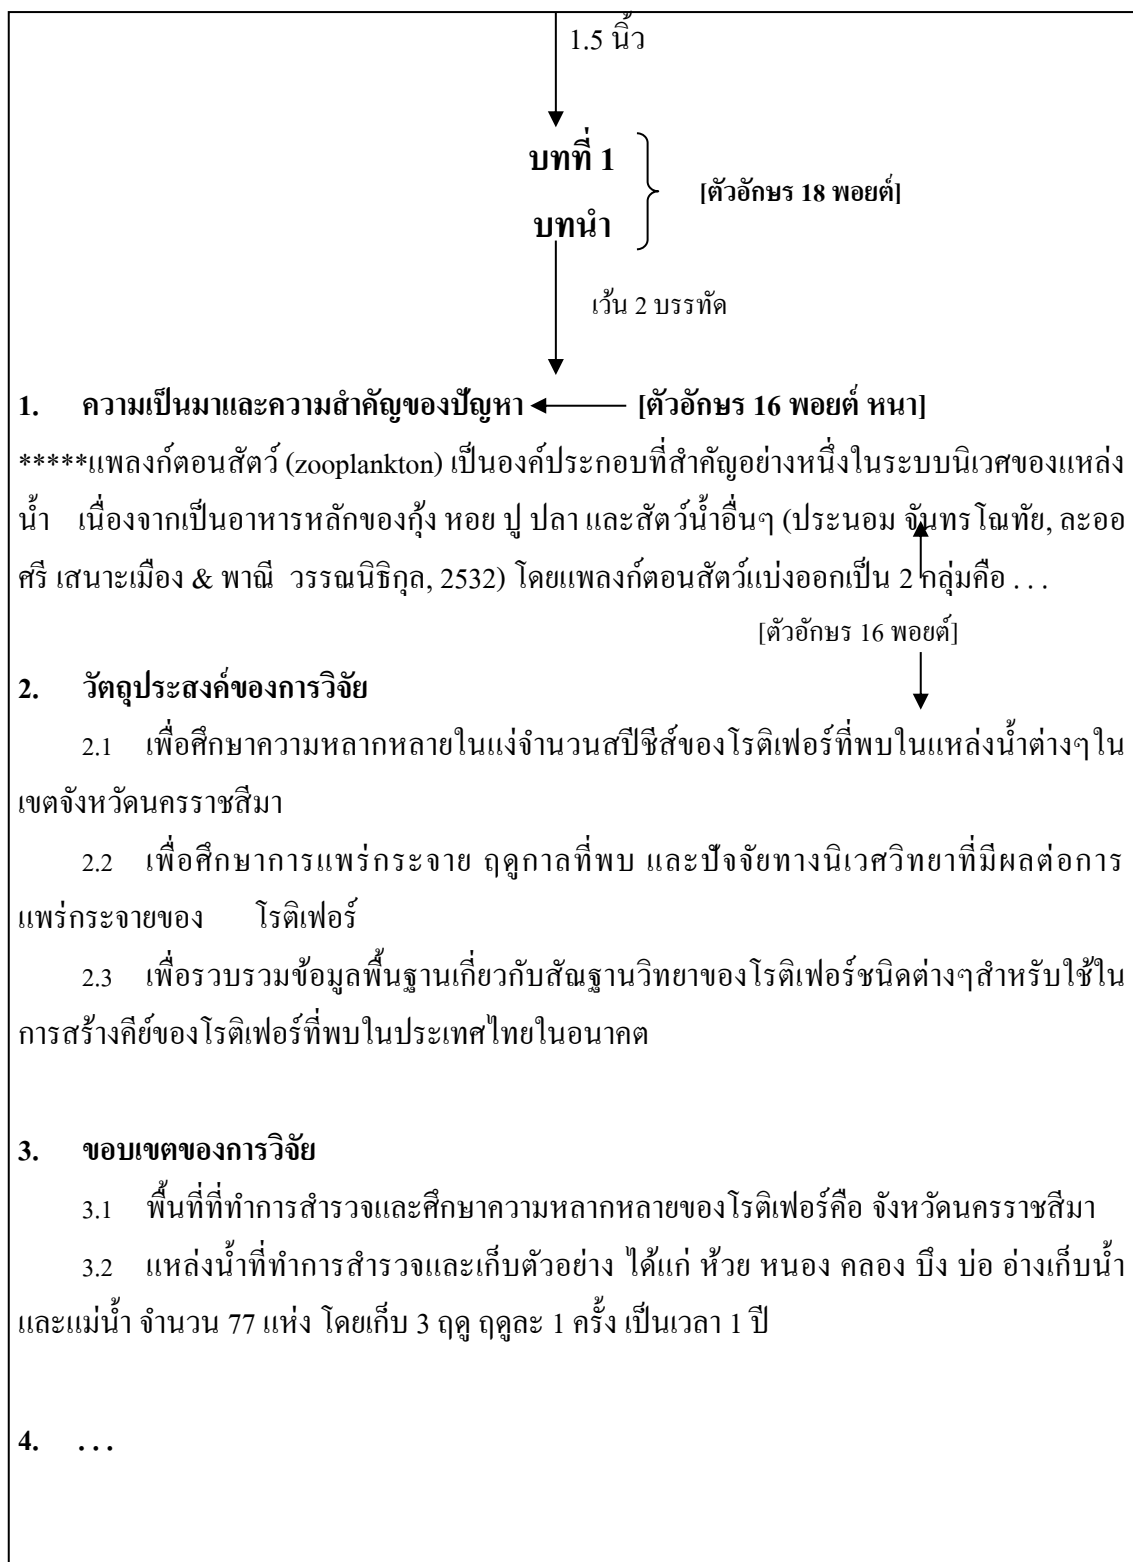 1.5 นิ้ว
บทที่ 1
[ตัวอักษร 18 พอยต์]
บทนำ
เว้น 2 บรรทัด
1. ความเป็นมาและความสำคัญของปัญหา [ตัวอักษร 16 พอยต์ หนา]
*****แพลงก์ตอนสัตว์ (zooplankton) เป็นองค์ประกอบที่สำคัญอย่างหนึ่งในระบบนิเวศของแหล่ง
น้ำ เนื่องจากเป็นอาหารหลักของกุ้ง หอย ปู ปลา และสัตว์น้ำอื่นๆ (ประนอม จันทรโณทัย, ละออ
ศรี เสนาะเมือง & พาณี วรรณนิธิกุล, 2532) โดยแพลงก์ตอนสัตว์แบ่งออกเป็น 2 กลุ่มคือ . . .
[ตัวอักษร 16 พอยต์]
2. วัตถุประสงค์ของการวิจัย
2.1 เพื่อศึกษาความหลากหลายในแง่จำนวนสปีชีส์ของโรติเฟอร์ที่พบในแหล่งน้ำต่างๆใน
เขตจังหวัดนครราชสีมา
2.2 เพื่อศึกษาการแพร่กระจาย ฤดูกาลที่พบ และปัจจัยทางนิเวศวิทยาที่มีผลต่อการ
แพร่กระจายของ โรติเฟอร์
2.3 เพื่อรวบรวมข้อมูลพื้นฐานเกี่ยวกับสัณฐานวิทยาของโรติเฟอร์ชนิดต่างๆสำหรับใช้ใน
การสร้างคีย์ของโรติเฟอร์ที่พบในประเทศไทยในอนาคต
3. ขอบเขตของการวิจัย
3.1 พื้นที่ที่ทำการสำรวจและศึกษาความหลากหลายของโรติเฟอร์คือ จังหวัดนครราชสีมา
3.2 แหล่งน้ำที่ทำการสำรวจและเก็บตัวอย่าง ได้แก่ ห้วย หนอง คลอง บึง บ่อ อ่างเก็บน้ำ
และแม่น้ำ จำนวน 77 แห่ง โดยเก็บ 3 ฤดู ฤดูละ 1 ครั้ง เป็นเวลา 1 ปี
4. . . .